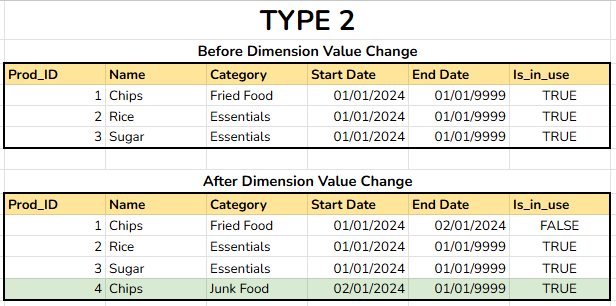 TYPE 2
Before Dimension Value Change
Prod_ID Name Category Start Date End Date Is_in_use
1 Chips Fried Food 01/01/2024 01/01/9999 TRUE
2 Rice Essentials 01/01/2024 01/01/9999 TRUE
3 Sugar Essentials 01/01/2024 01/01/9999 TRUE
After Dimension Value Change
Prod_ID Name Category Start Date End Date Is_in_use
1 Chips Fried Food 01/01/2024 02/01/2024 FALSE
2 Rice Essentials 01/01/2024 01/01/9999 TRUE
3 Sugar Essentials 01/01/2024 01/01/9999 TRUE
4 Chips Junk Food 02/01/2024 01/01/9999 TRUE